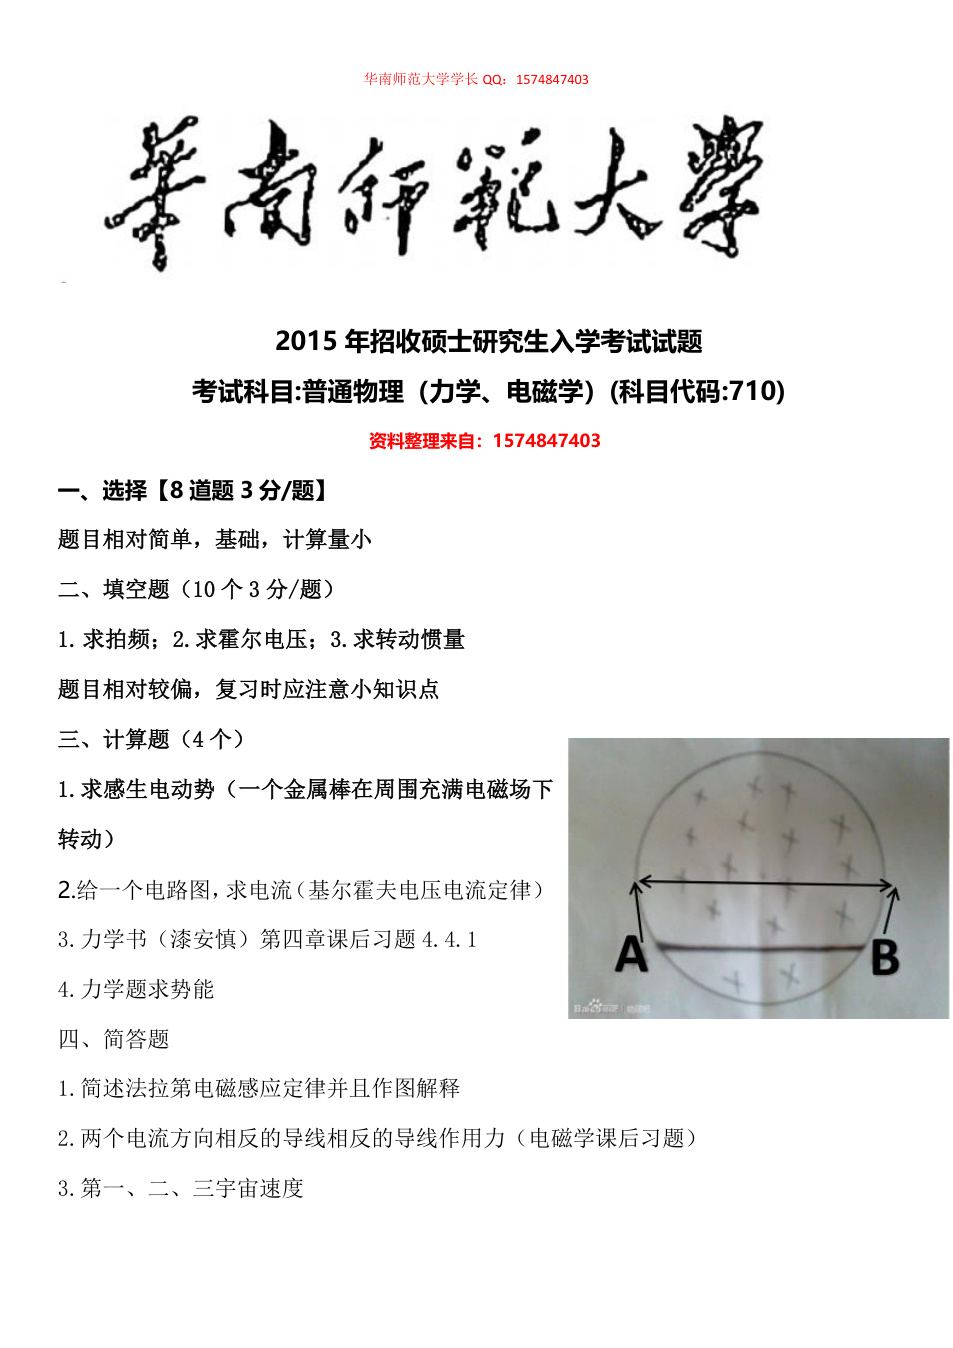 华南师范大学学长 QQ：1574847403
華南師範大學
2015 年招收硕士研究生入学考试试题
考试科目:普通物理（力学、电磁学）(科目代码:710)
资料整理来自：1574847403
一、选择【8 道题 3 分/题】
题目相对简单，基础，计算量小
二、填空题（10 个 3 分/题）
1. 求拍频；2.求霍尔电压；3.求转动惯量
题目相对较偏，复习时应注意小知识点
三、计算题（4 个）
1.求感生电动势（一个金属棒在周围充满电磁场下
转动）
2.给一个电路图，求电流（基尔霍夫电压电流定律）
3.力学书（漆安慎）第四章课后习题 4.4.1
A
B
4.力学题求势能
四、简答题
1.简述法拉第电磁感应定律并且作图解释
2.两个电流方向相反的导线相反的导线作用力（电磁学课后习题）
3.第一、二、三宇宙速度